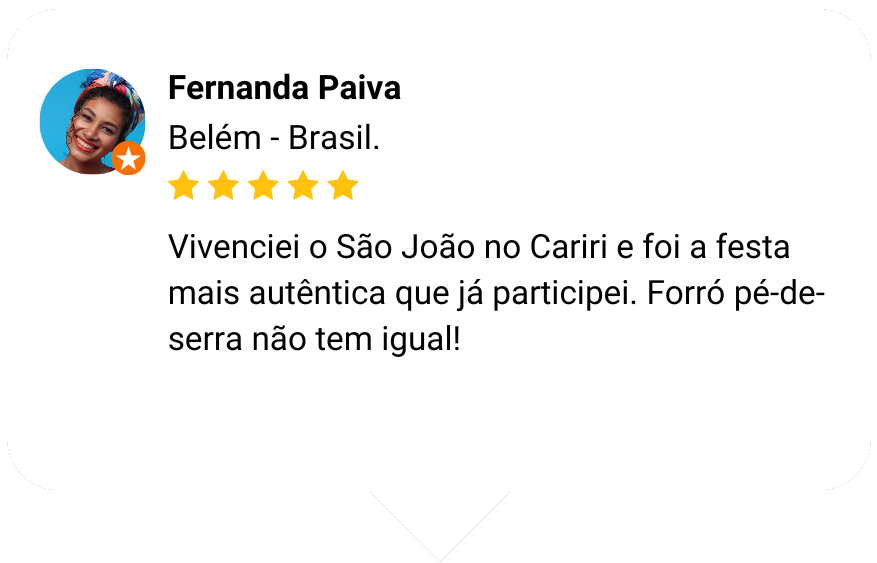 Fernanda Paiva
Belém - Brasil.
Vivenciei o São João no Cariri e foi a festa
mais autêntica que já participei. Forró pé-de-
serra não tem igual!